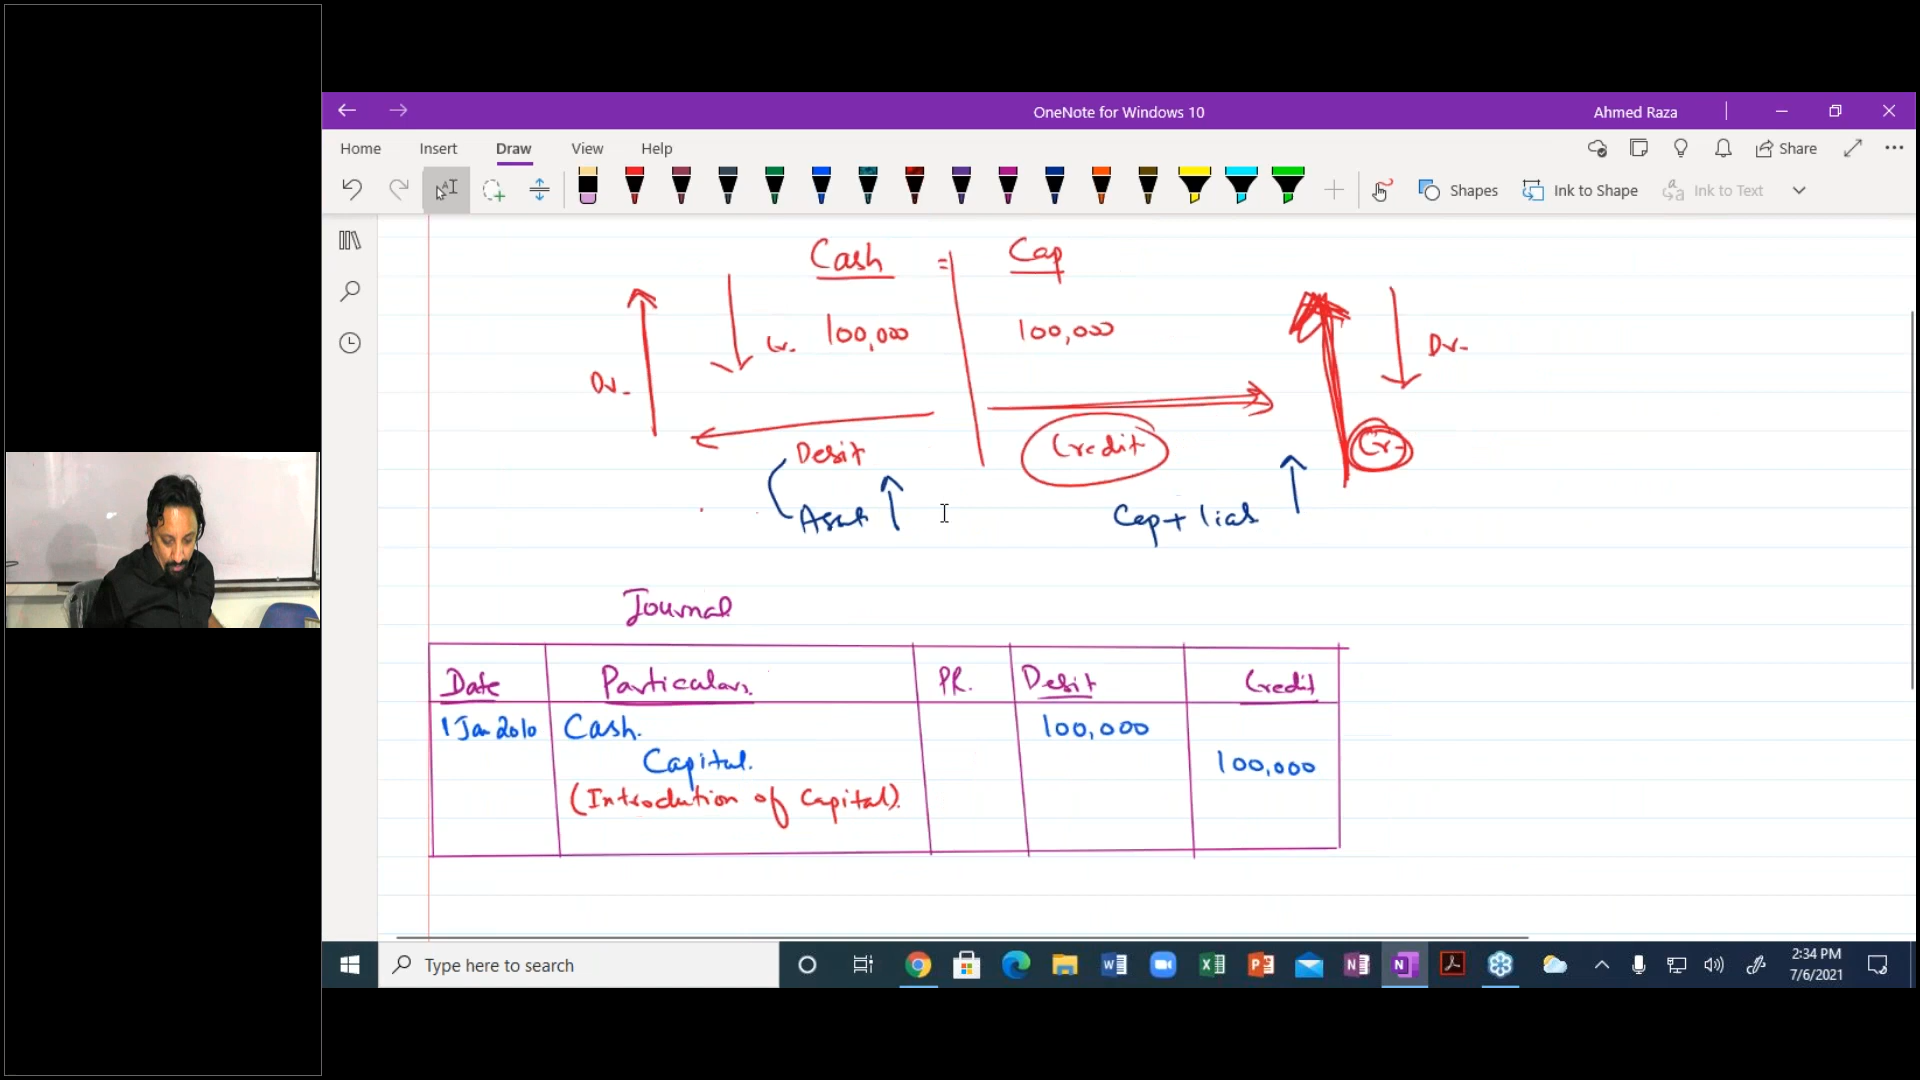 OneNote for Windows 10
Ahmed Raza
Home Insert Draw View Help
Share
Shapes Ink to Shape Ink to Text
Cash = Cap
Cr. 100,000 100,000
Dr.
Dr.
Debit Credit Cr
Asset Cap + liab
Journal
Date Particulars PR. Debit Credit
1 Jan 2010 Cash. 100,000
Capital. 100,000
(Introdution of Capital).
Type here to search
2:34 PM
7/6/2021